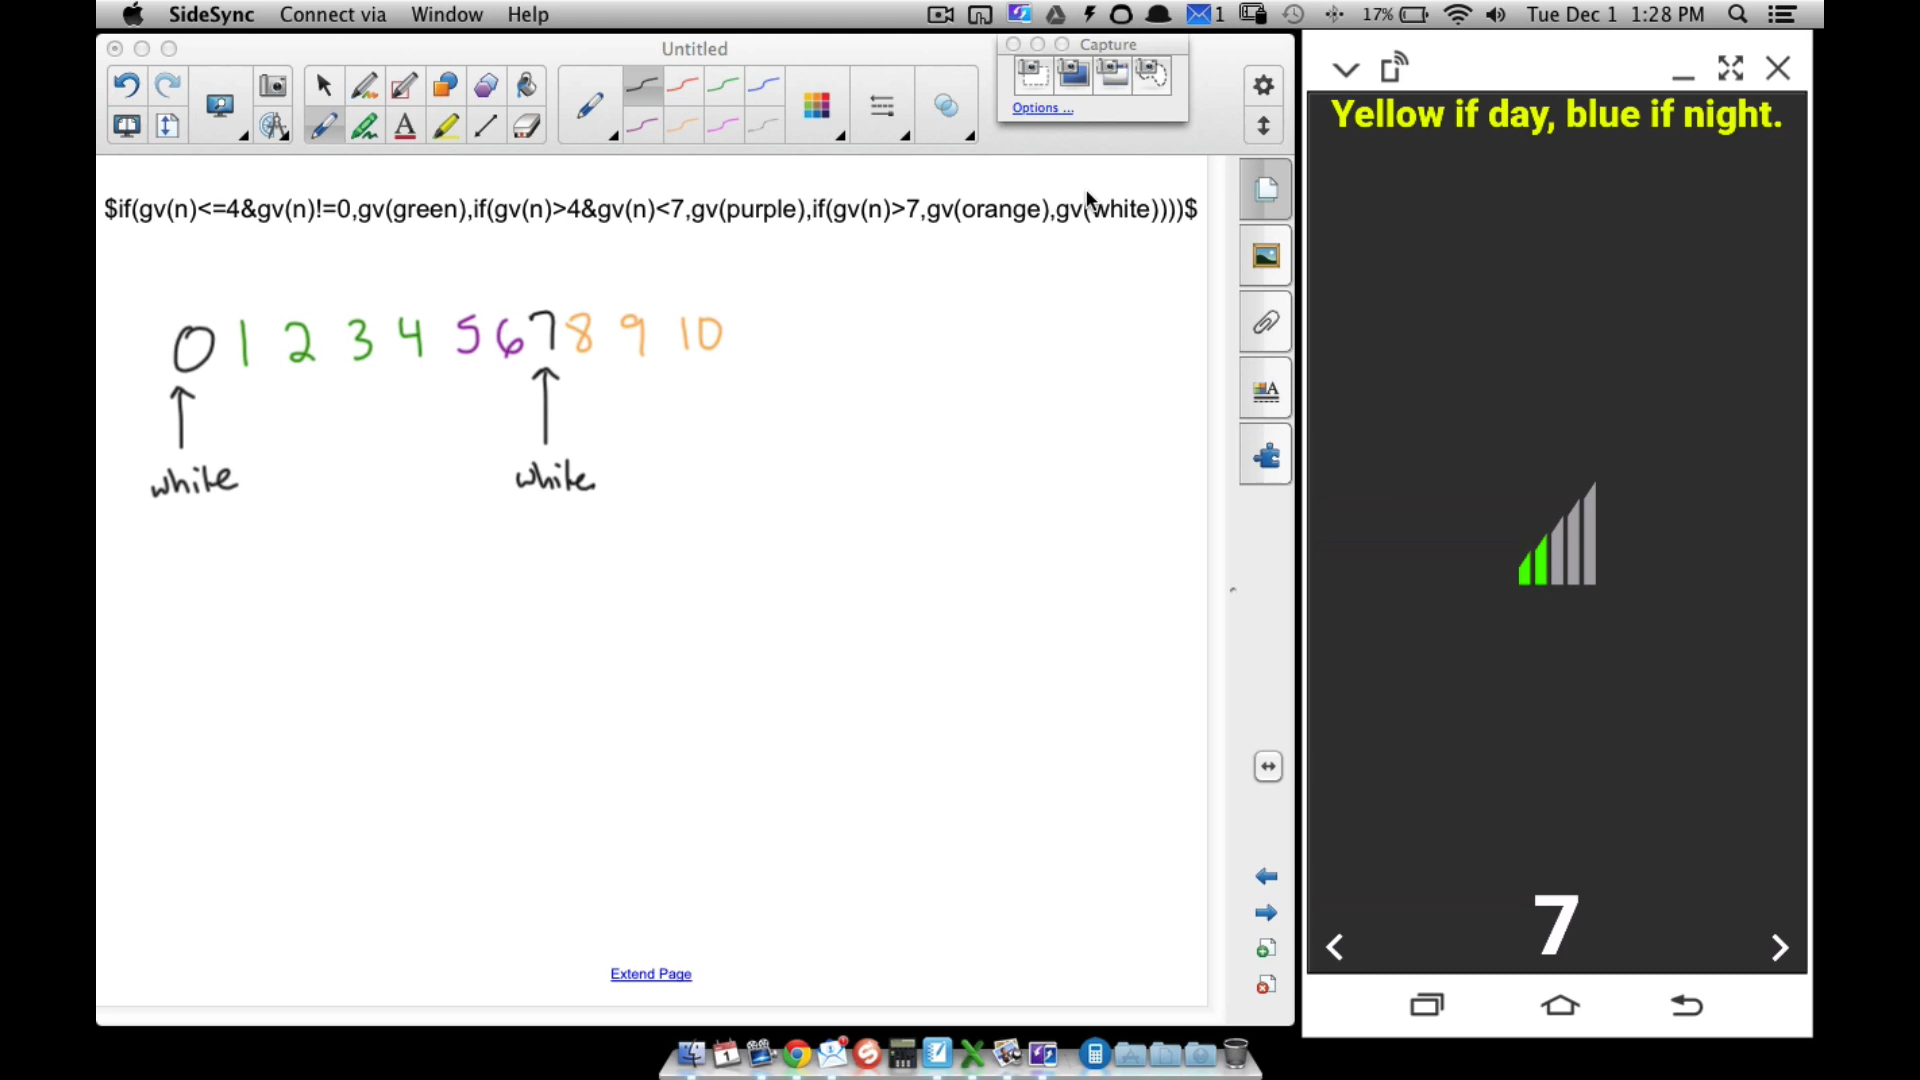 SideSync Connect via Window Help
1 17% Tue Dec 1 1:28 PM
Untitled
Capture
Options ...
$if(gv(n)<=4&gv(n)!=0,gv(green),if(gv(n)>4&gv(n)<7,gv(purple),if(gv(n)>7,gv(orange),gv(white))))$
0 1 2 3 4 5 6 7 8 9 10
white white
Extend Page
Yellow if day, blue if night.
7